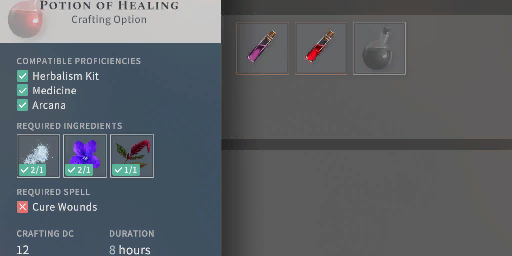 POTION OF HEALING
Crafting Option
COMPATIBLE PROFICIENCIES
Herbalism Kit
Medicine
Arcana
REQUIRED INGREDIENTS
2/1 2/1 1/1
REQUIRED SPELL
Cure Wounds
CRAFTING DC DURATION
12 8 hours